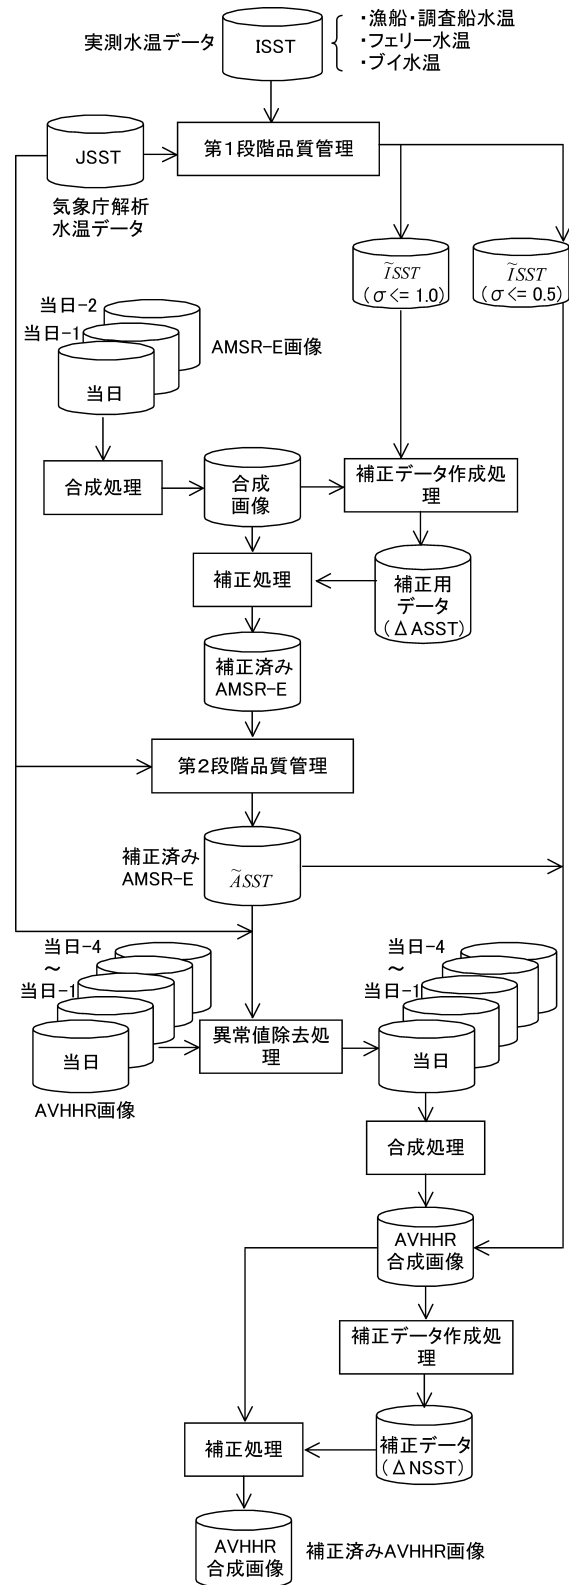 実測水温データ
ISST
・漁船・調査船水温
・フェリー水温
・ブイ水温
JSST
第1段階品質管理
気象庁解析
水温データ
ĨSST
(σ<= 1.0)
ĨSST
(σ<= 0.5)
当日-2
当日-1
当日
AMSR-E画像
合成処理
合成
画像
補正データ作成処
理
補正処理
補正用
データ
(ΔASST)
補正済み
AMSR-E
第2段階品質管理
補正済み
AMSR-E
ÃSST
当日-4
~
当日-1
当日
AVHHR画像
異常値除去処
理
当日-4
~
当日-1
当日
合成処理
AVHHR
合成画像
補正データ作成処
理
補正処理
補正データ
(ΔNSST)
AVHHR
合成画像
補正済みAVHHR画像